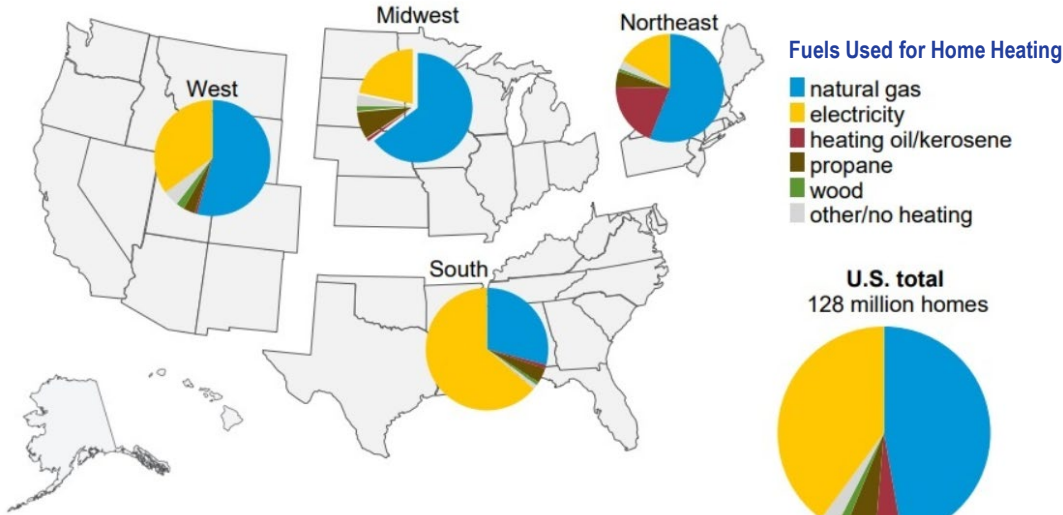 Midwest
Northeast
West
South
Fuels Used for Home Heating
natural gas
electricity
heating oil/kerosene
propane
wood
other/no heating
U.S. total
128 million homes